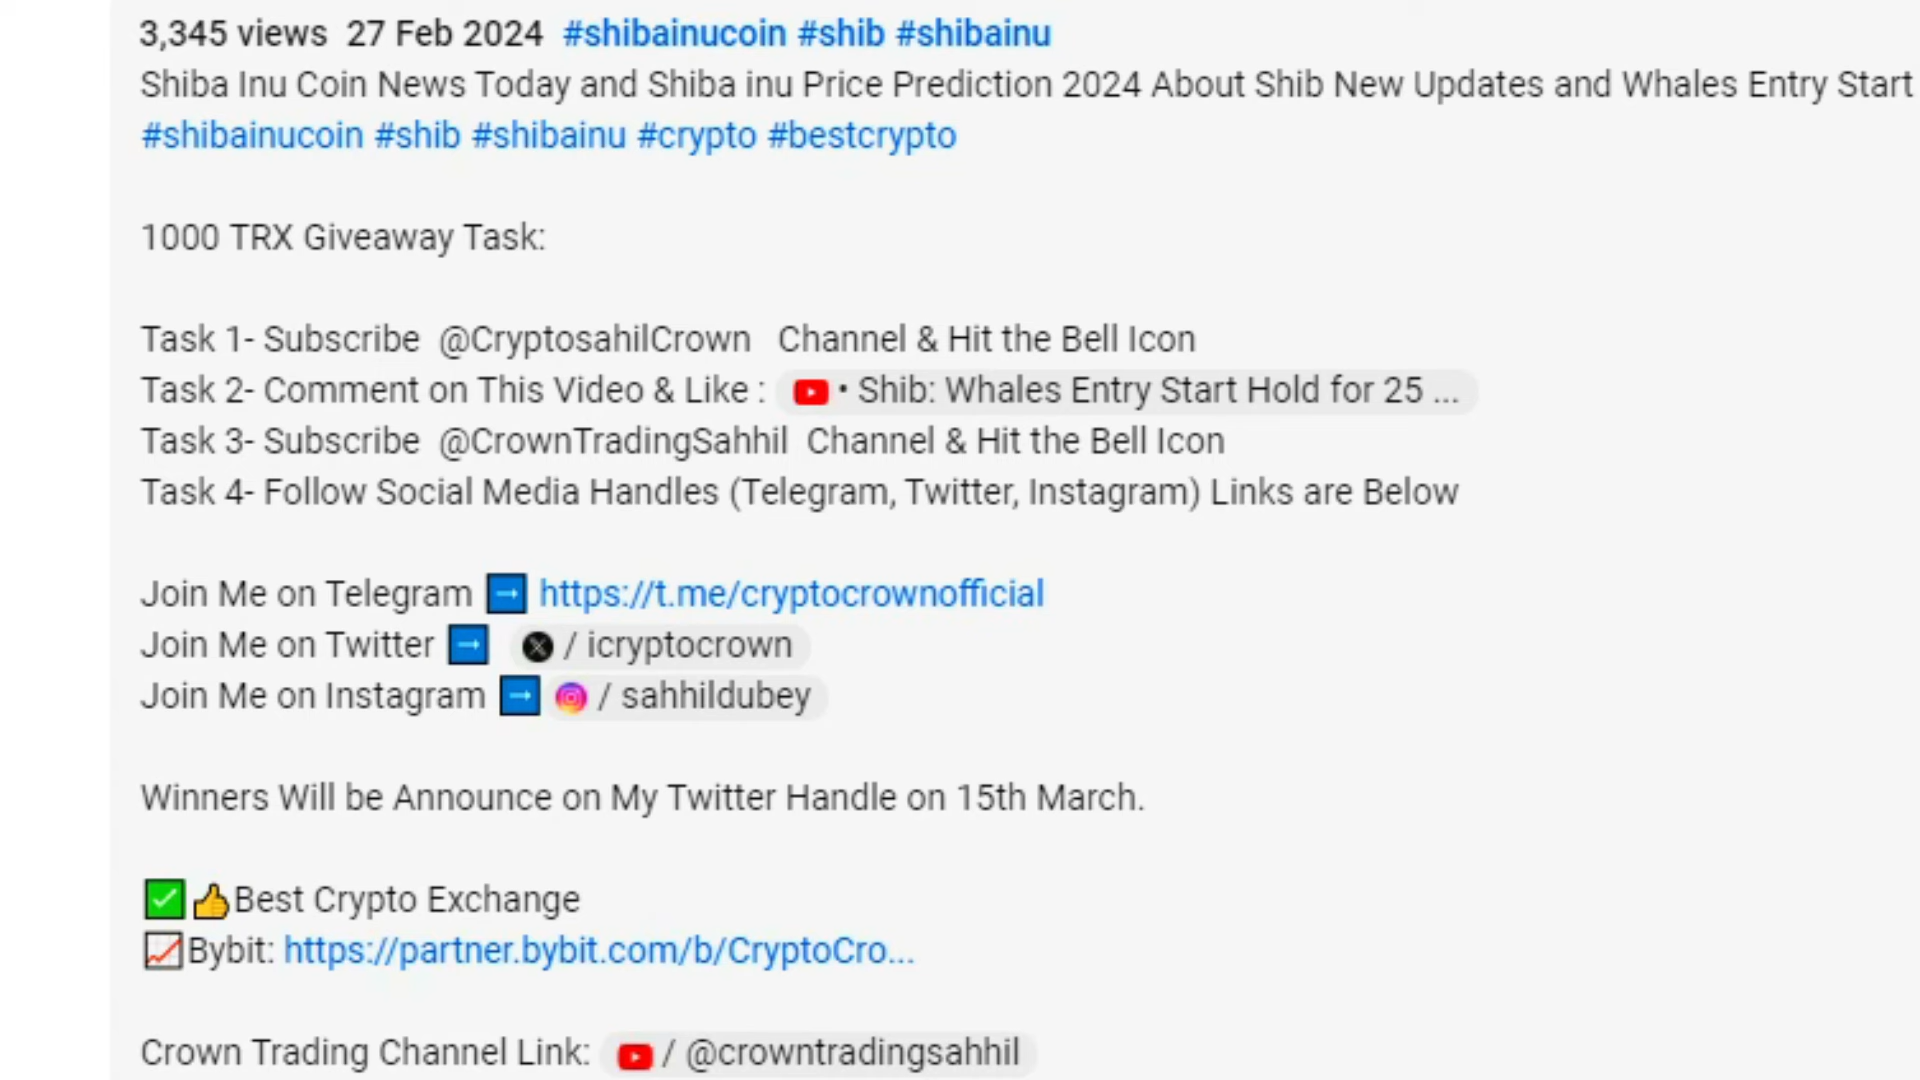 3,345 views 27 Feb 2024 #shibainucoin #shib #shibainu
Shiba Inu Coin News Today and Shiba inu Price Prediction 2024 About Shib New Updates and Whales Entry Start
#shibainucoin #shib #shibainu #crypto #bestcrypto
1000 TRX Giveaway Task:
Task 1- Subscribe @CryptosahilCrown Channel & Hit the Bell Icon
Task 2- Comment on This Video & Like : • Shib: Whales Entry Start Hold for 25 ...
Task 3- Subscribe @CrownTradingSahhil Channel & Hit the Bell Icon
Task 4- Follow Social Media Handles (Telegram, Twitter, Instagram) Links are Below
Join Me on Telegram ➡️ https://t.me/cryptocrownofficial
Join Me on Twitter ➡️ / icryptocrown
Join Me on Instagram ➡️ / sahhildubey
Winners Will be Announce on My Twitter Handle on 15th March.
✅👍Best Crypto Exchange
📈Bybit: https://partner.bybit.com/b/CryptoCro...
Crown Trading Channel Link: / @crowntradingsahhil